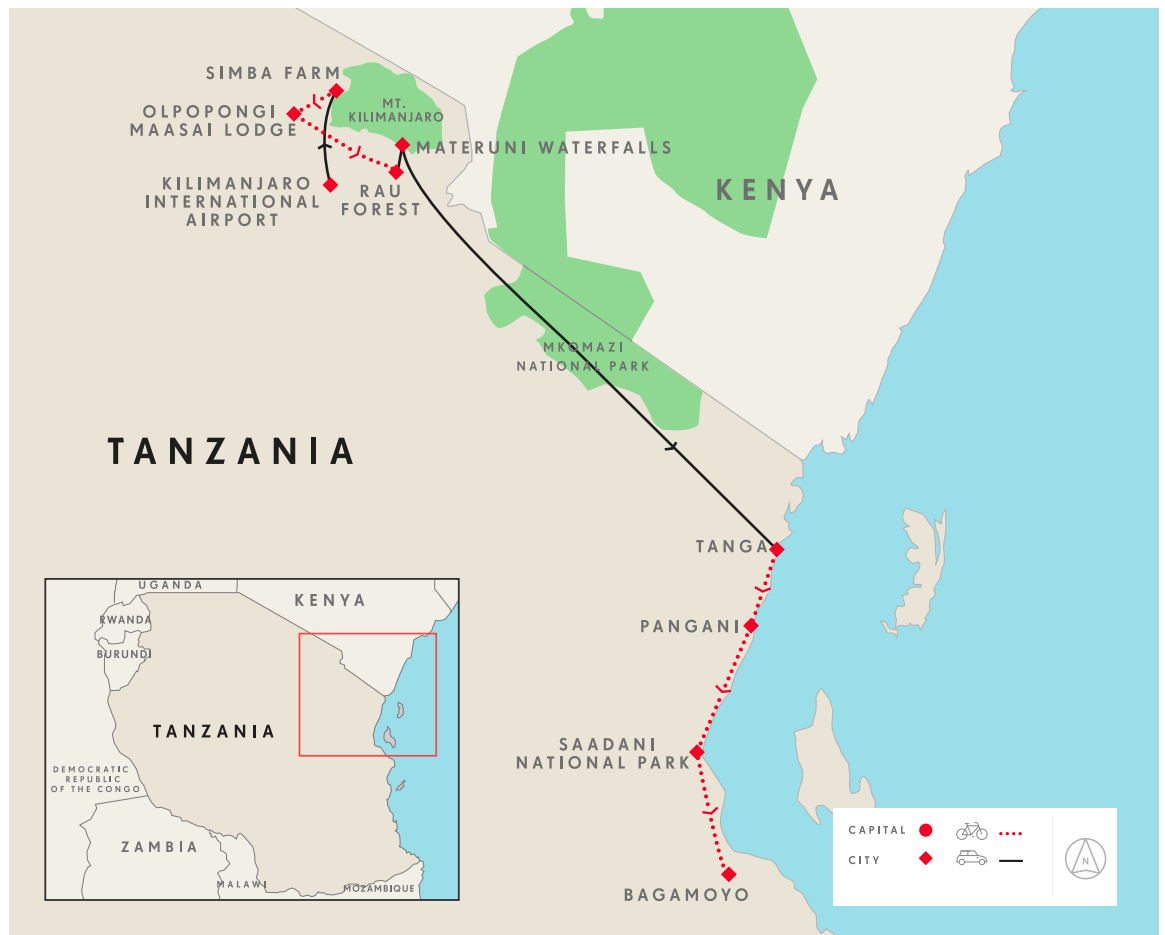 SIMBA FARM
OLPOPONGI
MAASAI LODGE
MT.
KILIMANJARO
MATERUNI WATERFALLS
KILIMANJARO
INTERNATIONAL
AIRPORT
RAU
FOREST
KENYA
MKOMAZI
NATIONAL PARK
TANZANIA
TANGA
PANGANI
SAADANI
NATIONAL PARK
BAGAMOYO
UGANDA
KENYA
RWANDA
BURUNDI
TANZANIA
DEMOCRATIC
REPUBLIC
OF THE CONGO
ZAMBIA
MALAWI
MOZAMBIQUE
CAPITAL
CITY
N